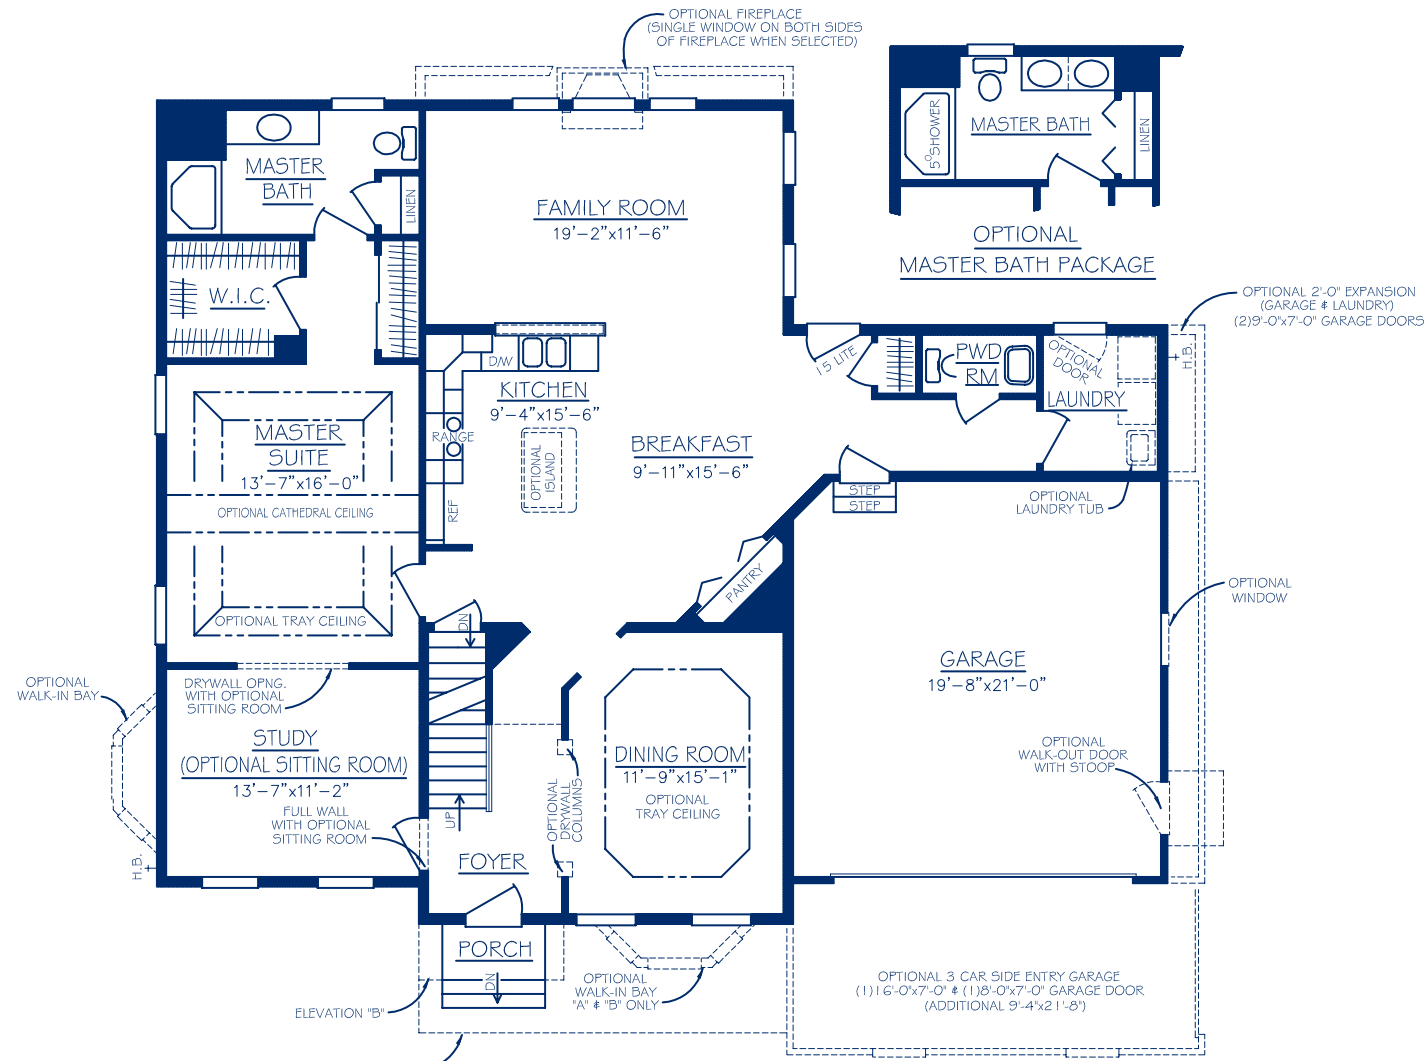 OPTIONAL FIREPLACE
(SINGLE WINDOW ON BOTH SIDES
OF FIREPLACE WHEN SELECTED)
MASTER BATH
5⁰SHOWER
LINEN
OPTIONAL
MASTER BATH PACKAGE
MASTER
BATH
LINEN
FAMILY ROOM
19'-2"x11'-6"
W.I.C.
OPTIONAL 2'-0" EXPANSION
(GARAGE & LAUNDRY)
(2)9'-0"x7'-0" GARAGE DOORS
H.B.
D/W
KITCHEN
9'-4"x15'-6"
RANGE
REF
OPTIONAL
ISLAND
15 LITE
PWD
RM
OPTIONAL
DOOR
LAUNDRY
BREAKFAST
9'-11"x15'-6"
MASTER
SUITE
13'-7"x16'-0"
OPTIONAL CATHEDRAL CEILING
OPTIONAL TRAY CEILING
STEP
STEP
OPTIONAL
LAUNDRY TUB
PANTRY
OPTIONAL
WINDOW
DN
GARAGE
19'-8"x21'-0"
OPTIONAL
WALK-IN BAY
DRYWALL OPNG.
WITH OPTIONAL
SITTING ROOM
STUDY
(OPTIONAL SITTING ROOM)
13'-7"x11'-2"
FULL WALL
WITH OPTIONAL
SITTING ROOM
H.B.
UP
DINING ROOM
11'-9"x15'-1"
OPTIONAL
TRAY CEILING
OPTIONAL
DRYWALL
COLUMNS
OPTIONAL
WALK-OUT DOOR
WITH STOOP
FOYER
PORCH
DN
ELEVATION "B"
OPTIONAL
WALK-IN BAY
"A" & "B" ONLY
OPTIONAL 3 CAR SIDE ENTRY GARAGE
(1)16'-0"x7'-0" & (1)8'-0"x7'-0" GARAGE DOOR
(ADDITIONAL 9'-4"x21'-8")